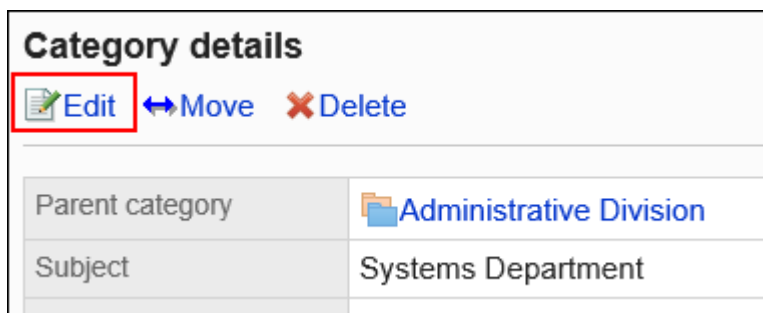 Category details
Edit Move Delete
Parent category Administrative Division
Subject Systems Department